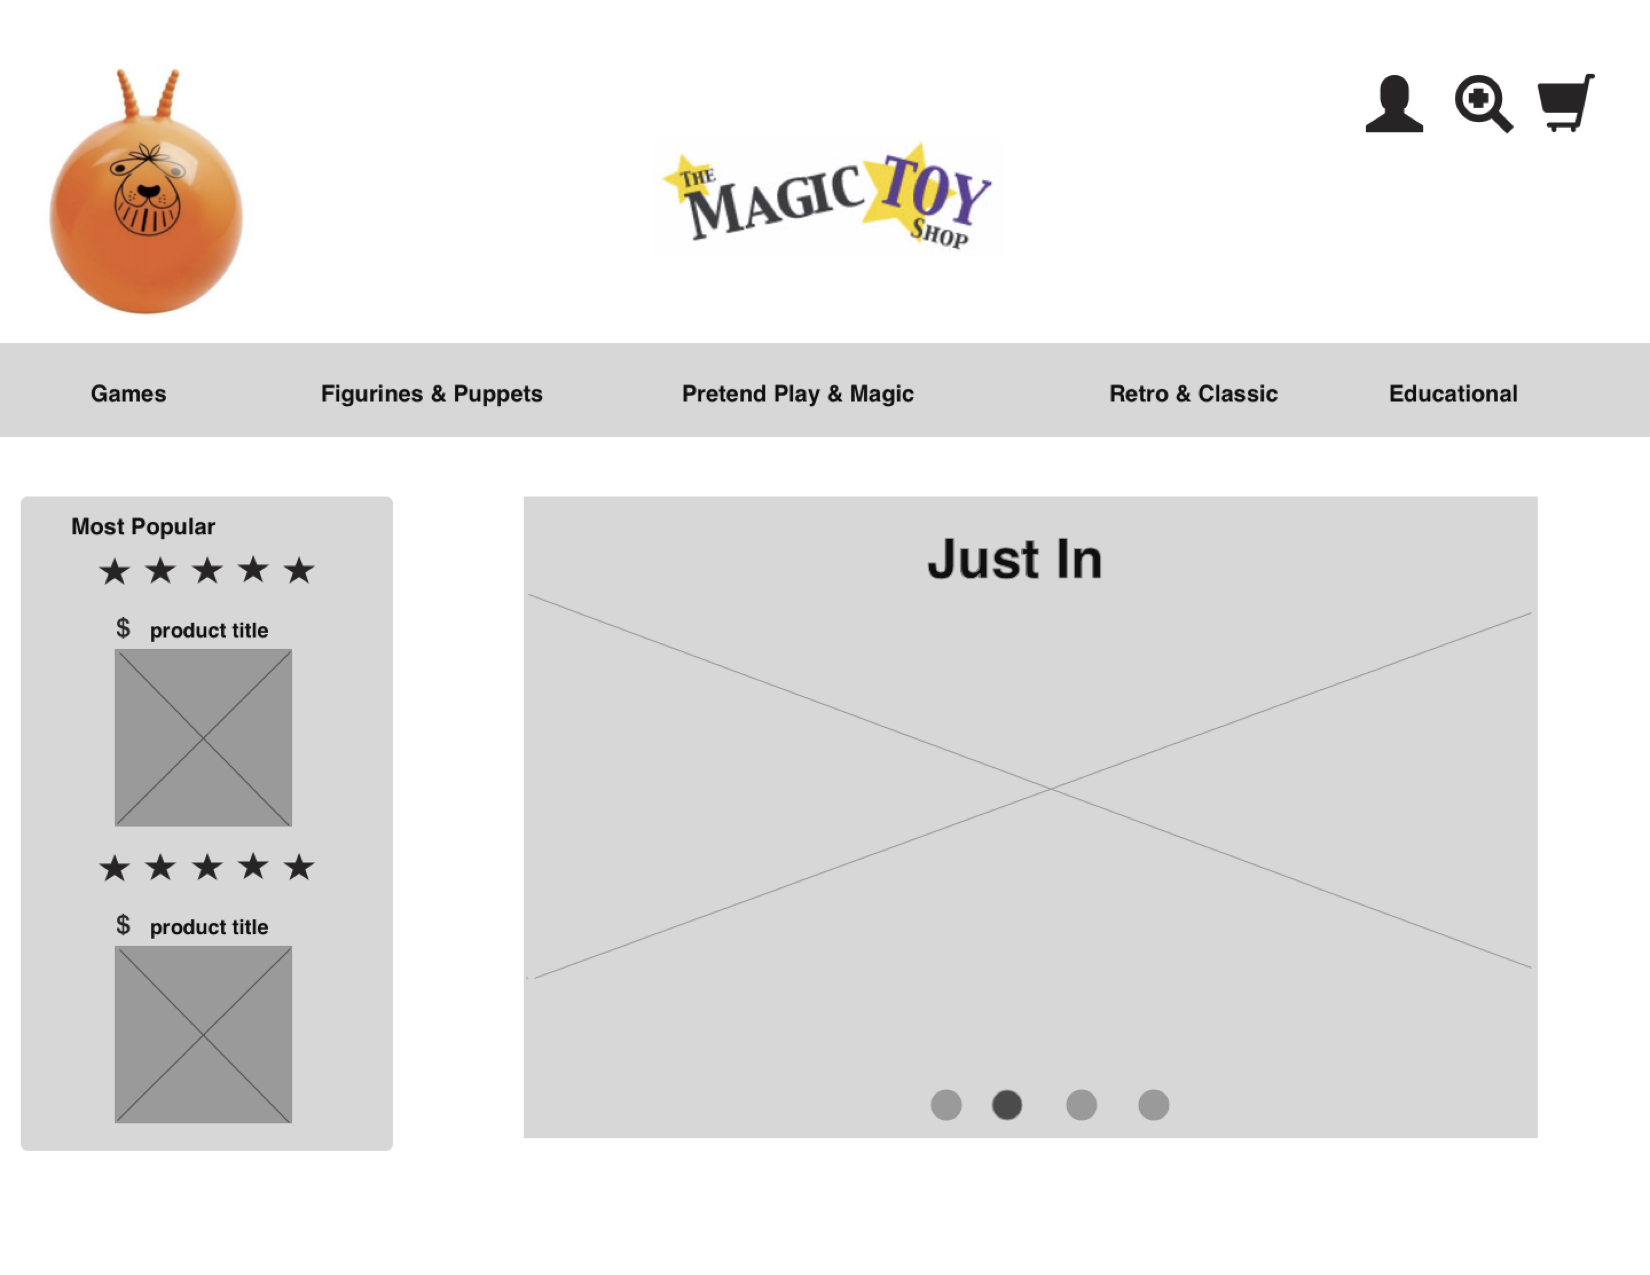 THE
MAGIC TOY
SHOP
Games Figurines & Puppets Pretend Play & Magic Retro & Classic Educational
Most Popular
$ product title
$ product title
Just In